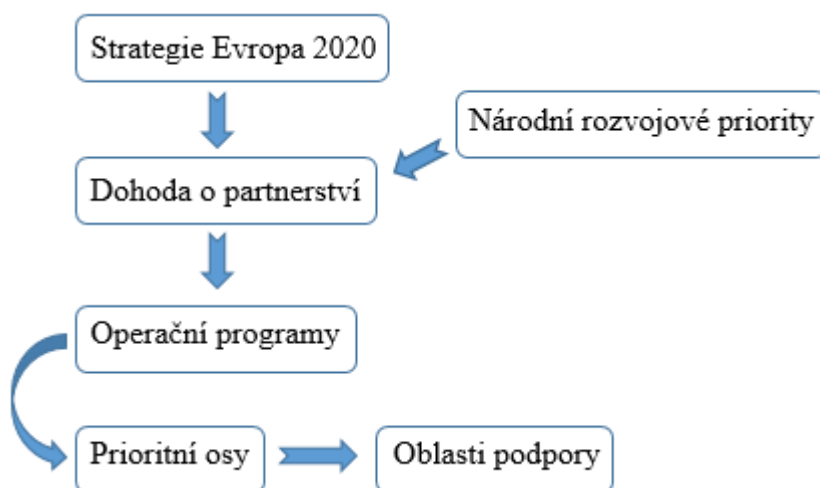 Strategie Evropa 2020
Národní rozvojové priority
Dohoda o partnerství
Operační programy
Prioritní osy
Oblasti podpory